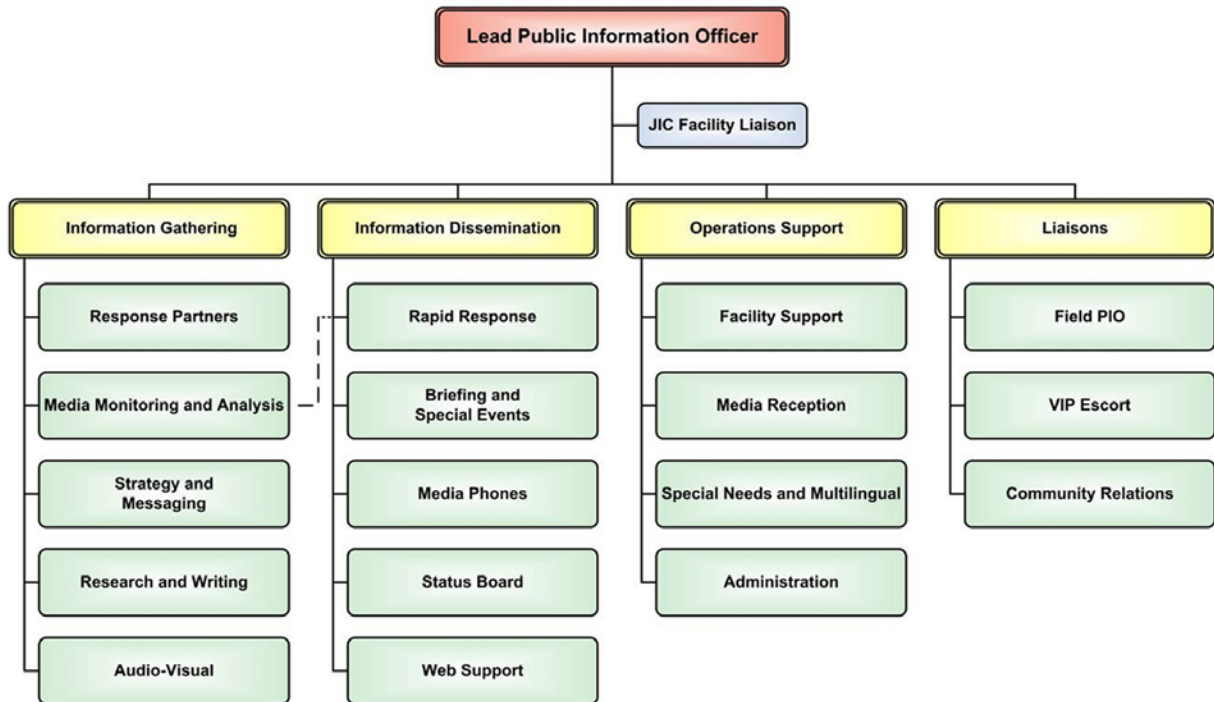 Lead Public Information Officer
JIC Facility Liaison
Information Gathering
Response Partners
Media Monitoring and Analysis
Strategy and
Messaging
Research and Writing
Audio-Visual
Information Dissemination
Rapid Response
Briefing and
Special Events
Media Phones
Status Board
Web Support
Operations Support
Facility Support
Media Reception
Special Needs and Multilingual
Administration
Liaisons
Field PIO
VIP Escort
Community Relations